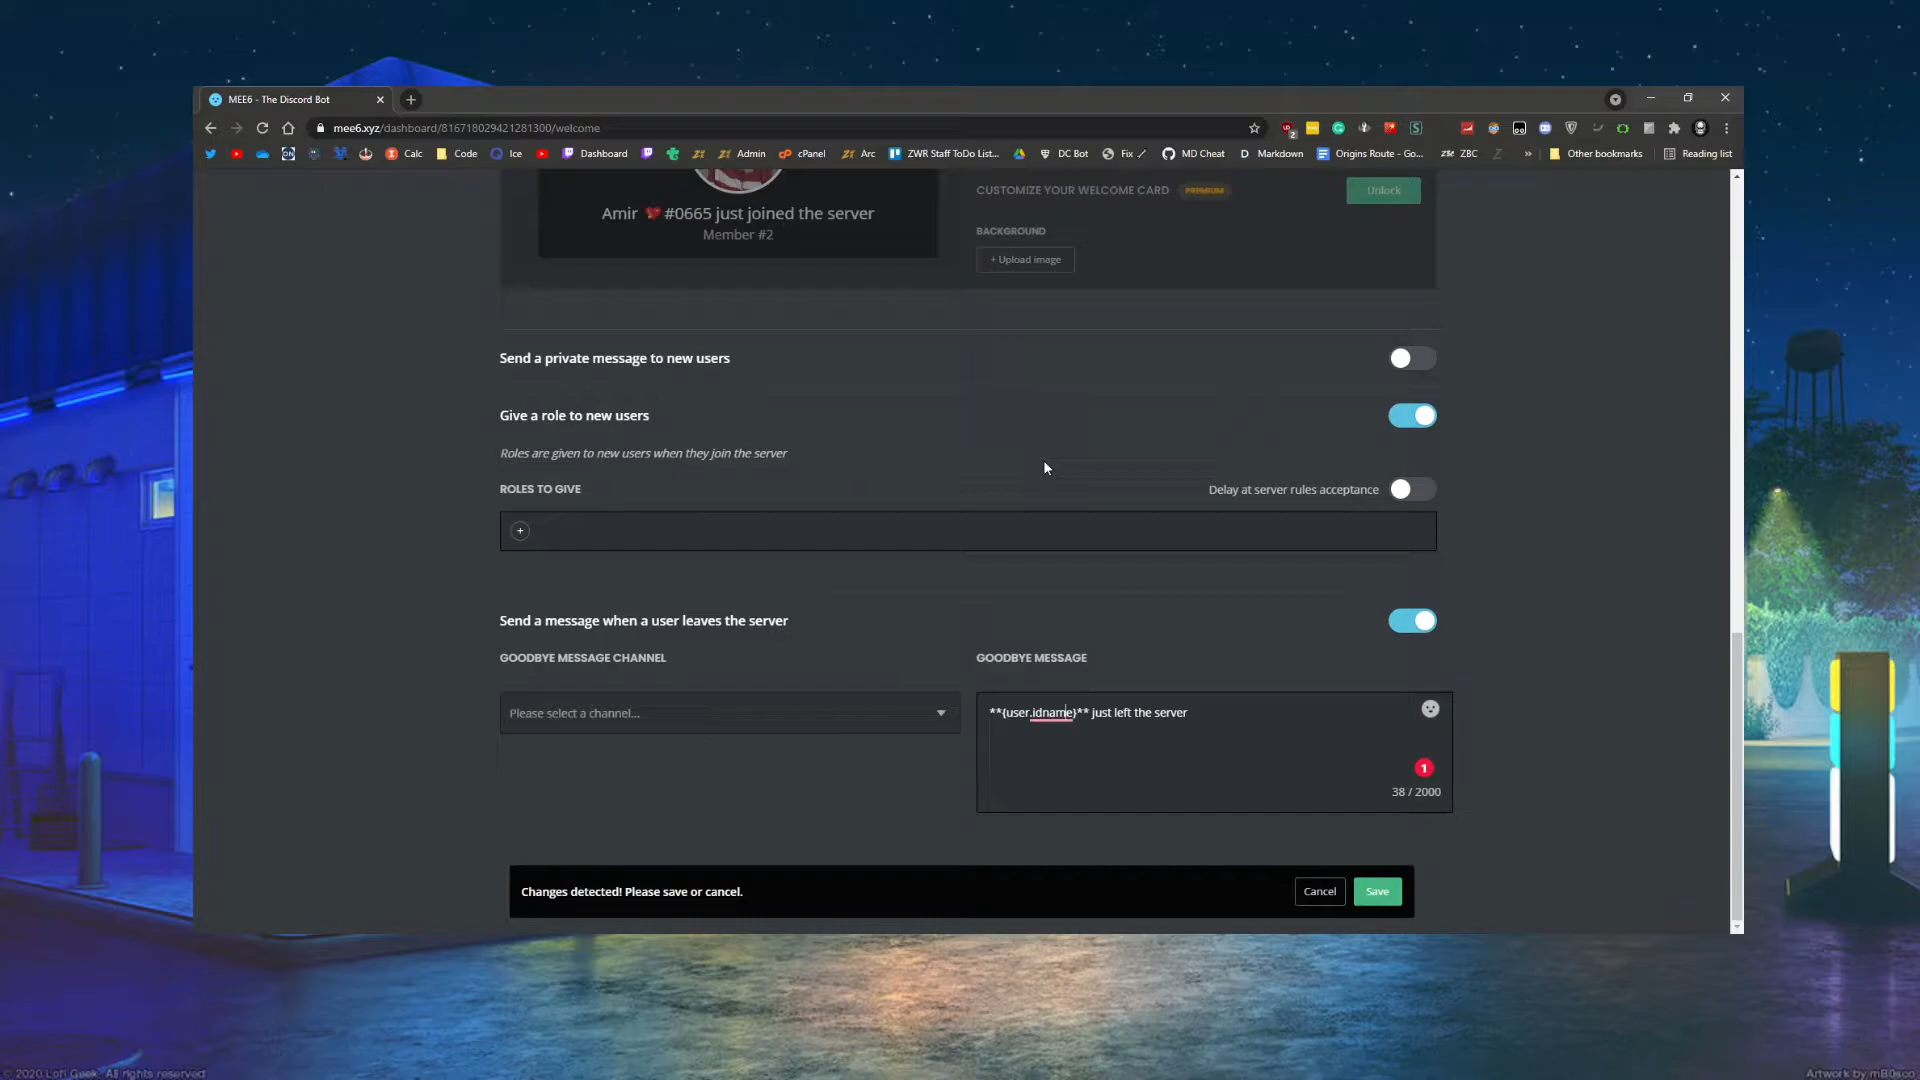 MEE6 - The Discord Bot
mee6.xyz/dashboard/816718029421281300/welcome
2
Calc Code Ice Dashboard Admin cPanel Arc ZWR Staff ToDo List... DC Bot Fix MD Cheat Markdown Origins Route - Go... ZBC » Other bookmarks Reading list
CUSTOMIZE YOUR WELCOME CARD PREMIUM Unlock
Amir #0665 just joined the server
Member #2
BACKGROUND
+ Upload image
Send a private message to new users
Give a role to new users
Roles are given to new users when they join the server
ROLES TO GIVE Delay at server rules acceptance
+
Send a message when a user leaves the server
GOODBYE MESSAGE CHANNEL GOODBYE MESSAGE
Please select a channel... **{user.idname}** just left the server
1
38 / 2000
Changes detected! Please save or cancel. Cancel Save
© 2020 Lofi Geek. All rights reserved
Artwork by mB0sco